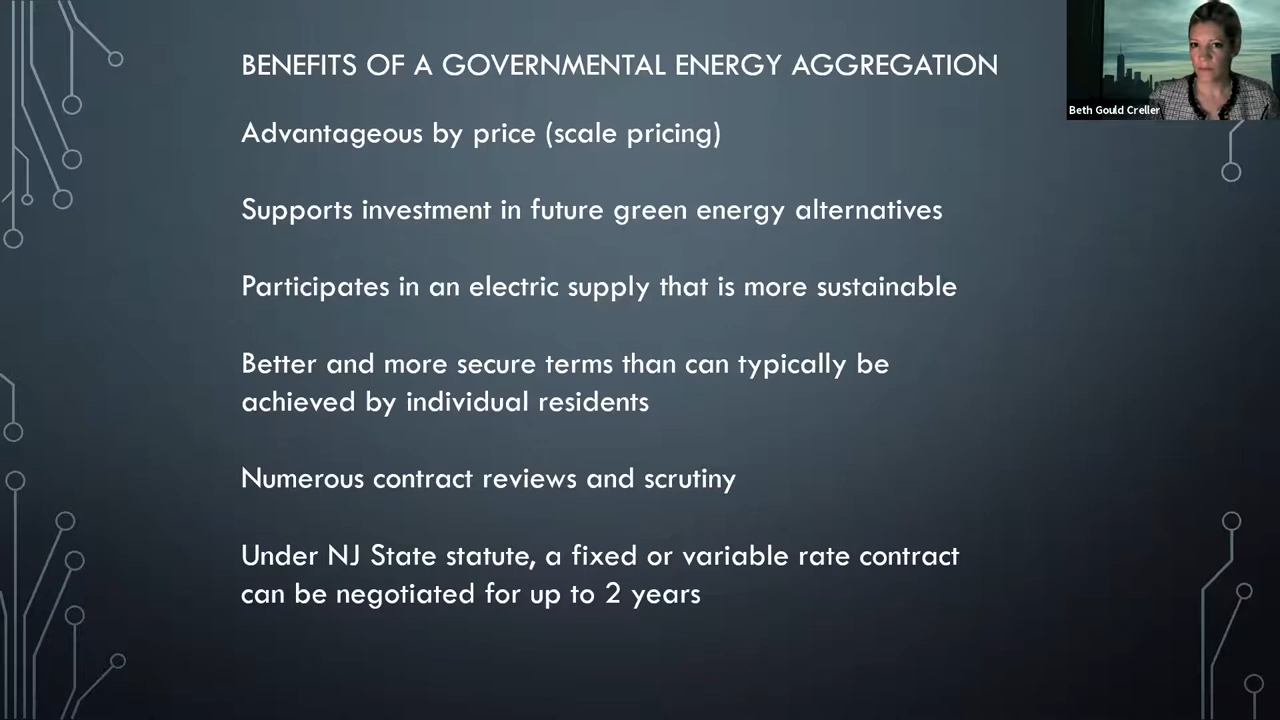 BENEFITS OF A GOVERNMENTAL ENERGY AGGREGATION
Beth Gould Creller
Advantageous by price (scale pricing)
Supports investment in future green energy alternatives
Participates in an electric supply that is more sustainable
Better and more secure terms than can typically be
achieved by individual residents
Numerous contract reviews and scrutiny
Under NJ State statute, a fixed or variable rate contract
can be negotiated for up to 2 years